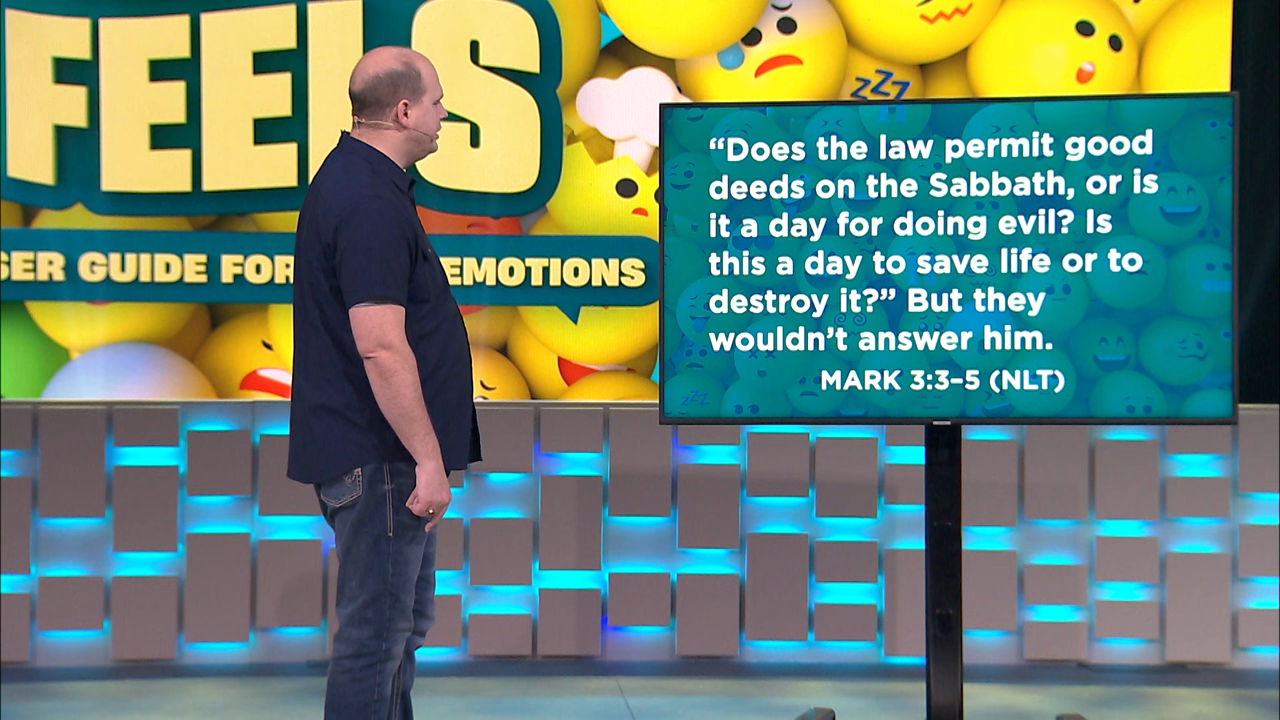 FEELS
SER GUIDE FOR EMOTIONS
zzz
“Does the law permit good
deeds on the Sabbath, or is
it a day for doing evil? Is
this a day to save life or to
destroy it?” But they
wouldn’t answer him.
MARK 3:3–5 (NLT)
zzz